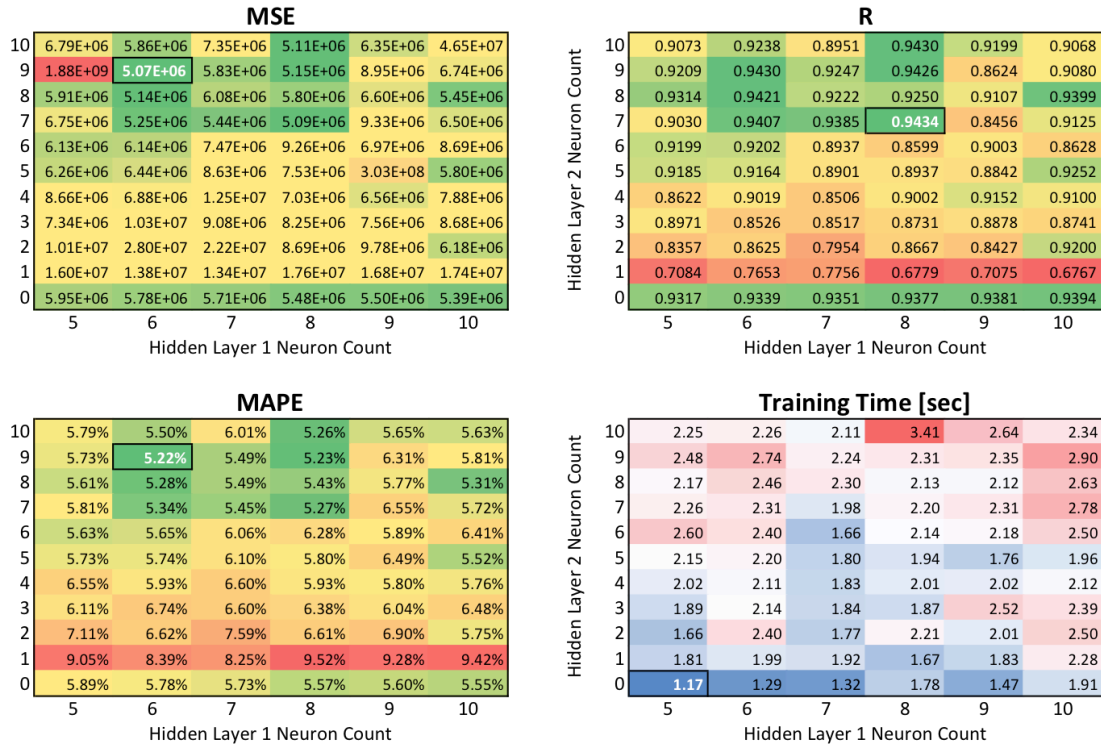 MSE
10 6.79E+06 5.86E+06 7.35E+06 5.11E+06 6.35E+06 4.65E+07
9 1.88E+09 5.07E+06 5.83E+06 5.15E+06 8.95E+06 6.74E+06
8 5.91E+06 5.14E+06 6.08E+06 5.80E+06 6.60E+06 5.45E+06
7 6.75E+06 5.25E+06 5.44E+06 5.09E+06 9.33E+06 6.50E+06
6 6.13E+06 6.14E+06 7.47E+06 9.26E+06 6.97E+06 8.69E+06
5 6.26E+06 6.44E+06 8.63E+06 7.53E+06 3.03E+08 5.80E+06
4 8.66E+06 6.88E+06 1.25E+07 7.03E+06 6.56E+06 7.88E+06
3 7.34E+06 1.03E+07 9.08E+06 8.25E+06 7.56E+06 8.68E+06
2 1.01E+07 2.80E+07 2.22E+07 8.69E+06 9.78E+06 6.18E+06
1 1.60E+07 1.38E+07 1.34E+07 1.76E+07 1.68E+07 1.74E+07
0 5.95E+06 5.78E+06 5.71E+06 5.48E+06 5.50E+06 5.39E+06
5 6 7 8 9 10
Hidden Layer 1 Neuron Count
R
Hidden Layer 2 Neuron Count
10 0.9073 0.9238 0.8951 0.9430 0.9199 0.9068
9 0.9209 0.9430 0.9247 0.9426 0.8624 0.9080
8 0.9314 0.9421 0.9222 0.9250 0.9107 0.9399
7 0.9030 0.9407 0.9385 0.9434 0.8456 0.9125
6 0.9199 0.9202 0.8937 0.8599 0.9003 0.8628
5 0.9185 0.9164 0.8901 0.8937 0.8842 0.9252
4 0.8622 0.9019 0.8506 0.9002 0.9152 0.9100
3 0.8971 0.8526 0.8517 0.8731 0.8878 0.8741
2 0.8357 0.8625 0.7954 0.8667 0.8427 0.9200
1 0.7084 0.7653 0.7756 0.6779 0.7075 0.6767
0 0.9317 0.9339 0.9351 0.9377 0.9381 0.9394
5 6 7 8 9 10
Hidden Layer 1 Neuron Count
MAPE
10 5.79% 5.50% 6.01% 5.26% 5.65% 5.63%
9 5.73% 5.22% 5.49% 5.23% 6.31% 5.81%
8 5.61% 5.28% 5.49% 5.43% 5.77% 5.31%
7 5.81% 5.34% 5.45% 5.27% 6.55% 5.72%
6 5.63% 5.65% 6.06% 6.28% 5.89% 6.41%
5 5.73% 5.74% 6.10% 5.80% 6.49% 5.52%
4 6.55% 5.93% 6.60% 5.93% 5.80% 5.76%
3 6.11% 6.74% 6.60% 6.38% 6.04% 6.48%
2 7.11% 6.62% 7.59% 6.61% 6.90% 5.75%
1 9.05% 8.39% 8.25% 9.52% 9.28% 9.42%
0 5.89% 5.78% 5.73% 5.57% 5.60% 5.55%
5 6 7 8 9 10
Hidden Layer 1 Neuron Count
Training Time [sec]
Hidden Layer 2 Neuron Count
10 2.25 2.26 2.11 3.41 2.64 2.34
9 2.48 2.74 2.24 2.31 2.35 2.90
8 2.17 2.46 2.30 2.13 2.12 2.63
7 2.26 2.31 1.98 2.20 2.31 2.78
6 2.60 2.40 1.66 2.14 2.18 2.50
5 2.15 2.20 1.80 1.94 1.76 1.96
4 2.02 2.11 1.83 2.01 2.02 2.12
3 1.89 2.14 1.84 1.87 2.52 2.39
2 1.66 2.40 1.77 2.21 2.01 2.50
1 1.81 1.99 1.92 1.67 1.83 2.28
0 1.17 1.29 1.32 1.78 1.47 1.91
5 6 7 8 9 10
Hidden Layer 1 Neuron Count